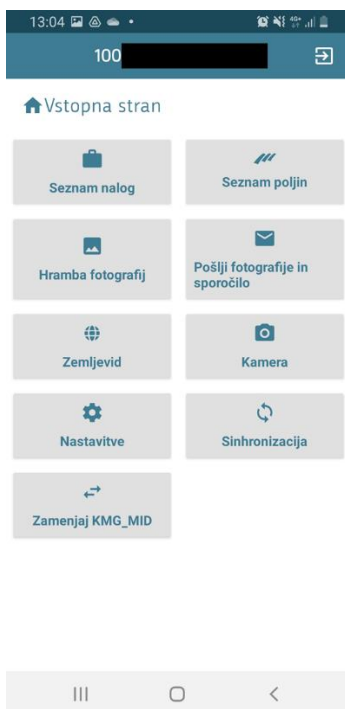 13:04
4G+
100
Vstopna stran
Seznam nalog
Seznam poljin
Hramba fotografij
Pošlji fotografije in
sporočilo
Zemljevid
Kamera
Nastavitve
Sinhronizacija
Zamenjaj KMG_MID